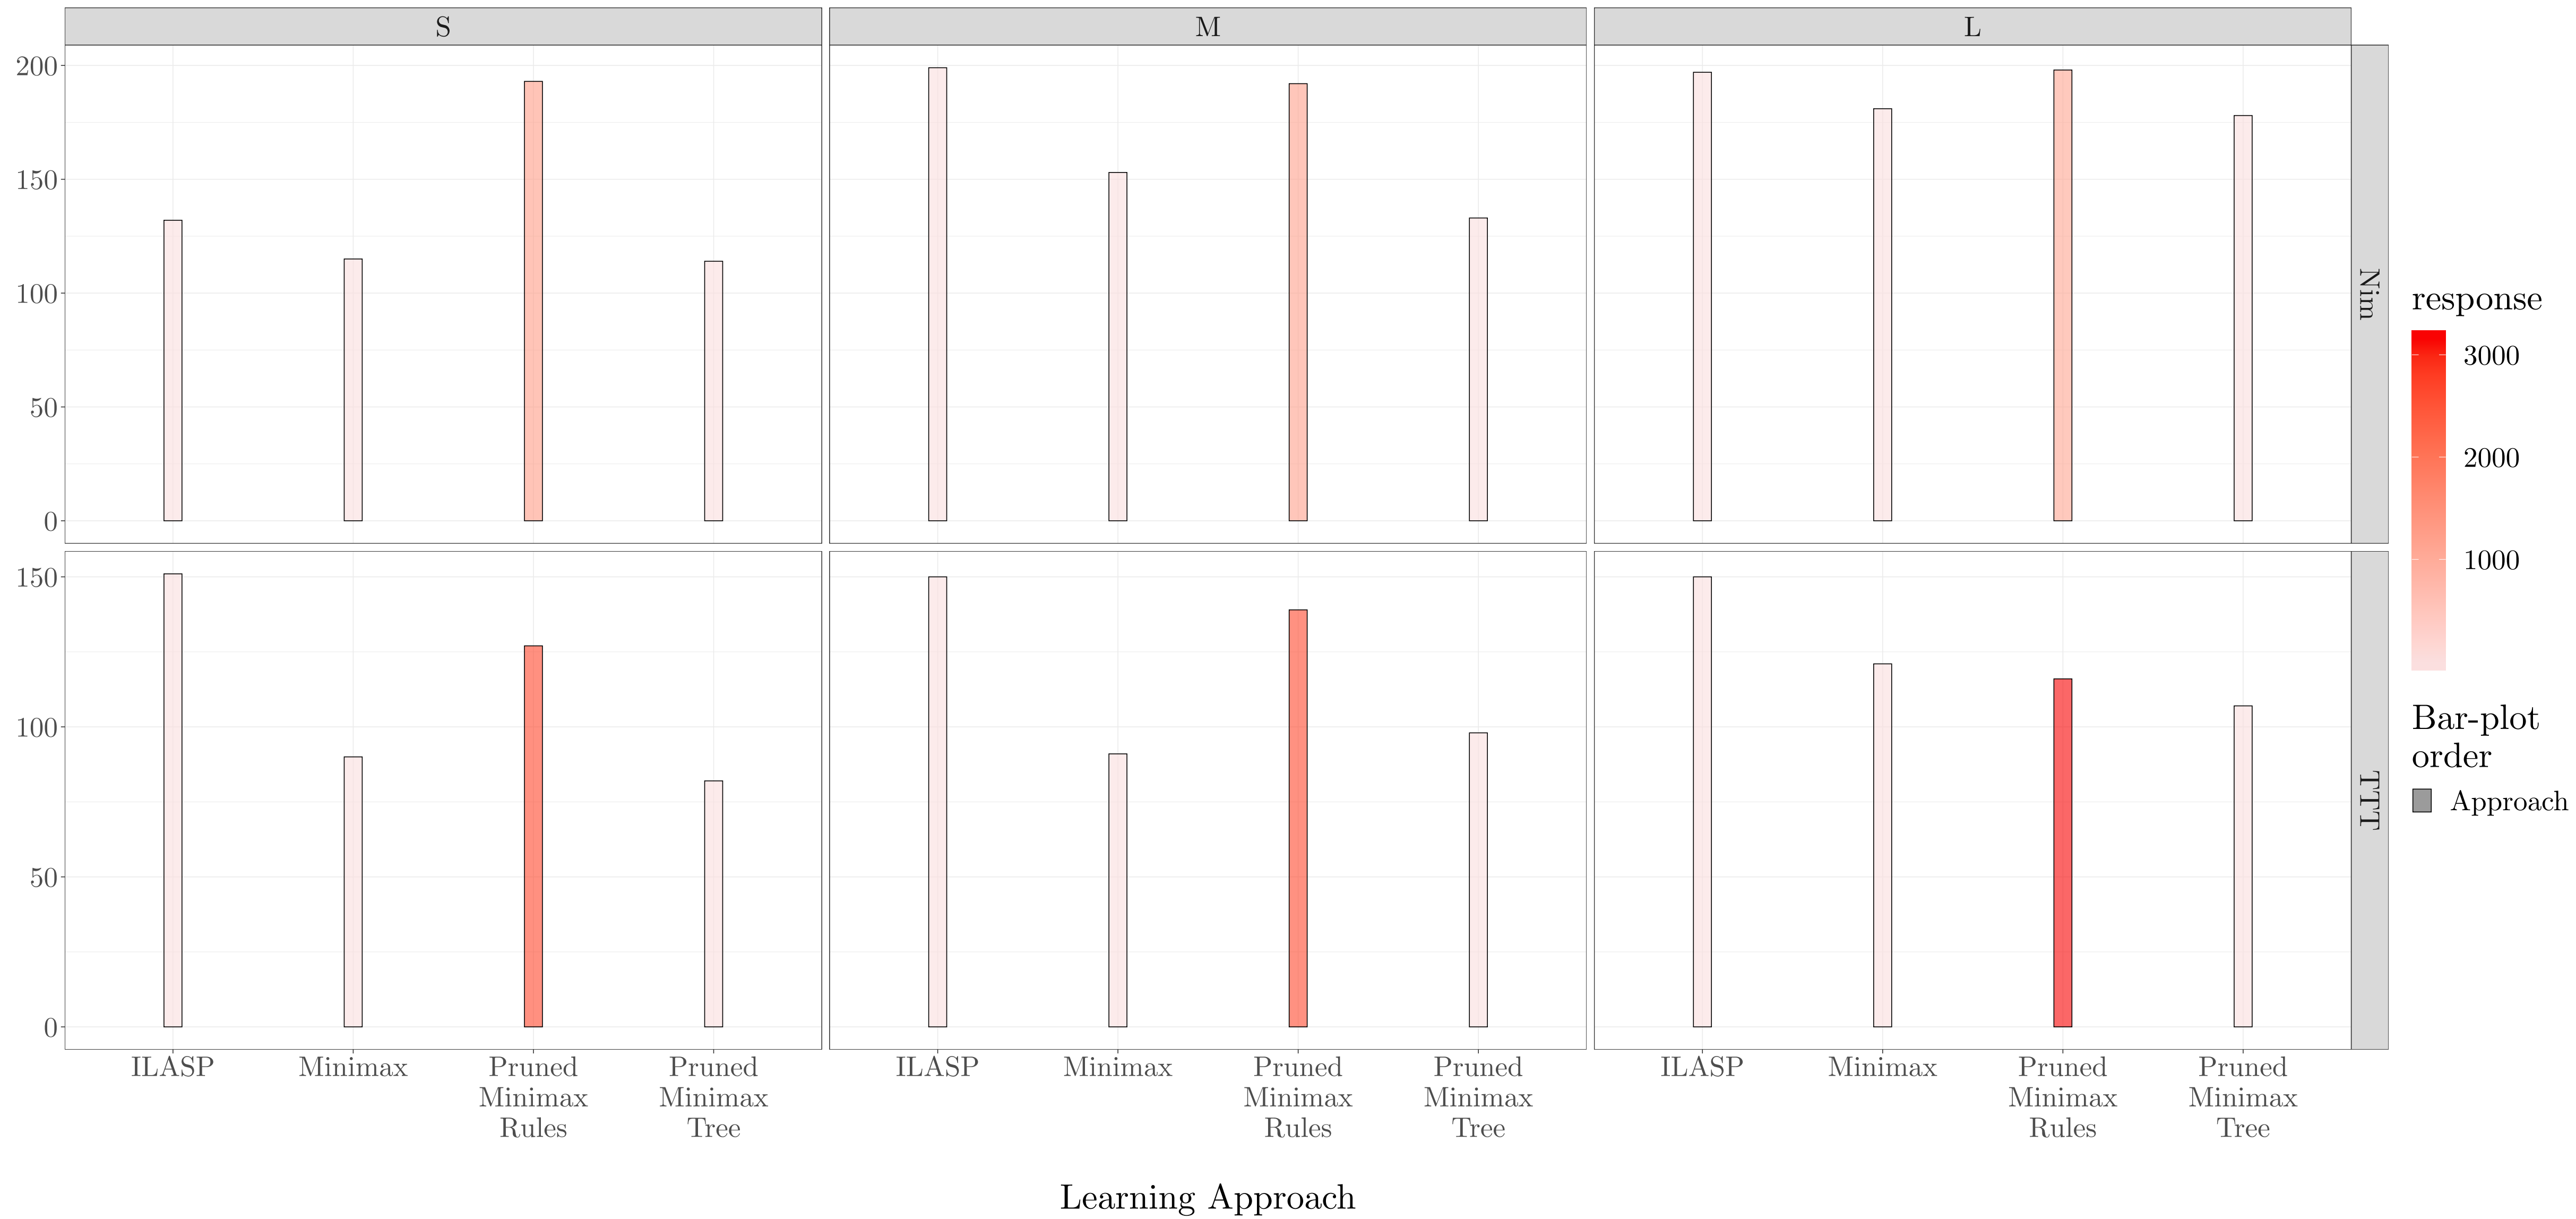 S
M
L
200
150
100
50
0
Nim
150
100
50
0
TTT
ILASP
Minimax
Pruned
Minimax
Rules
Pruned
Minimax
Tree
ILASP
Minimax
Pruned
Minimax
Rules
Pruned
Minimax
Tree
ILASP
Minimax
Pruned
Minimax
Rules
Pruned
Minimax
Tree
Learning Approach
response
3000
2000
1000
Bar-plot
order
Approach